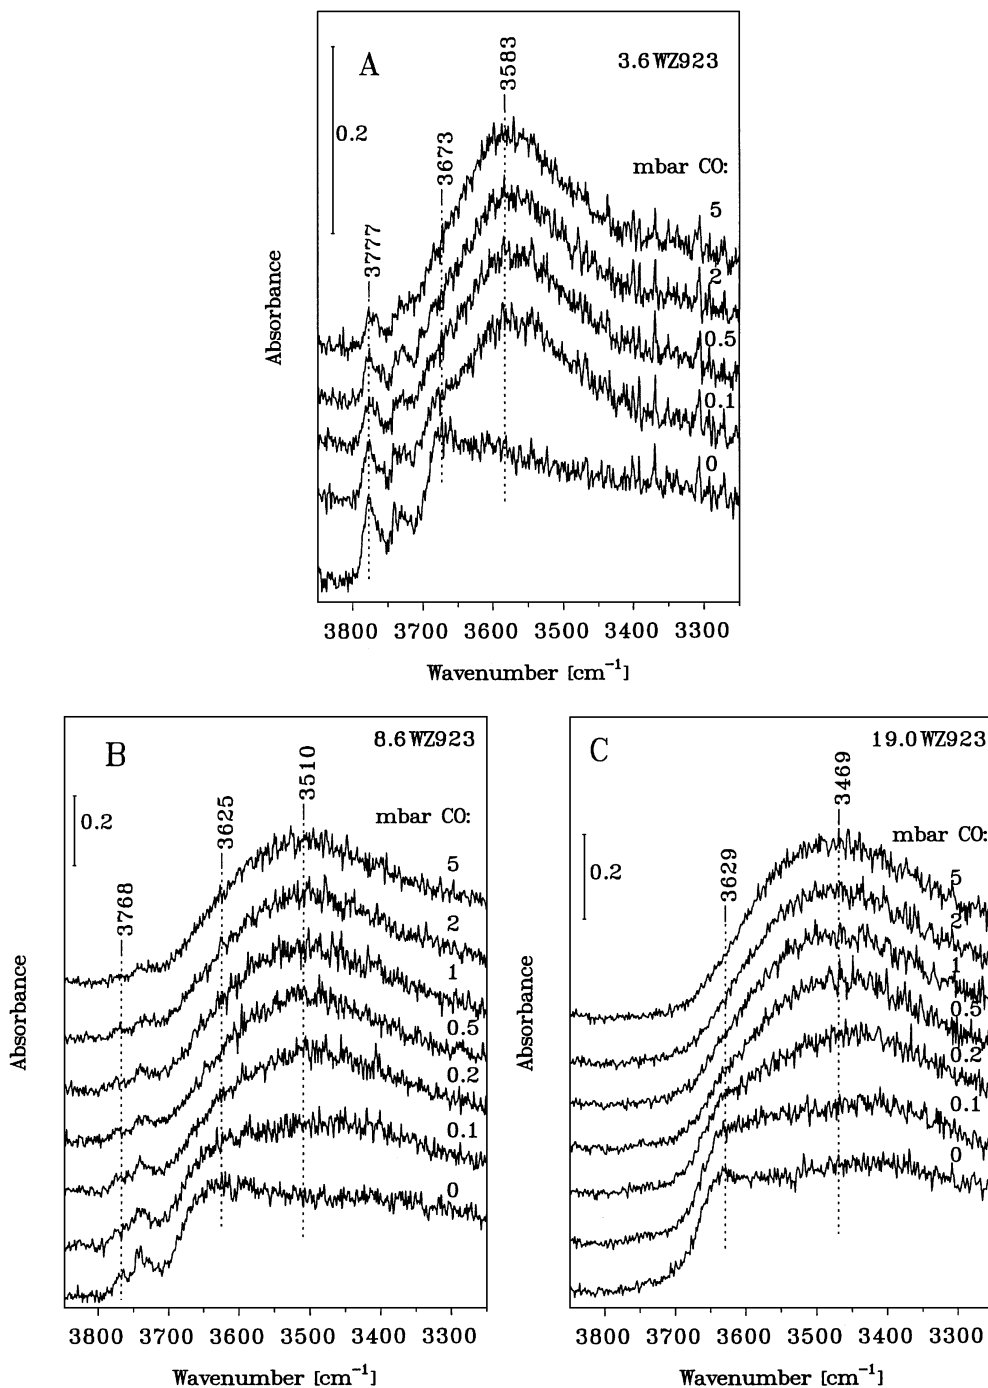 A
3.6WZ923
3583
0.2
3673
mbar CO:
3777
5
2
0.5
0.1
0
Absorbance
3800 3700 3600 3500 3400 3300
Wavenumber [cm⁻¹]
B
8.6WZ923
3510
0.2
3625
mbar CO:
3768
5
2
1
0.5
0.2
0.1
0
Absorbance
3800 3700 3600 3500 3400 3300
Wavenumber [cm⁻¹]
C
19.0WZ923
3469
0.2
3629
mbar CO:
5
2
1
0.5
0.2
0.1
0
Absorbance
3800 3700 3600 3500 3400 3300
Wavenumber [cm⁻¹]